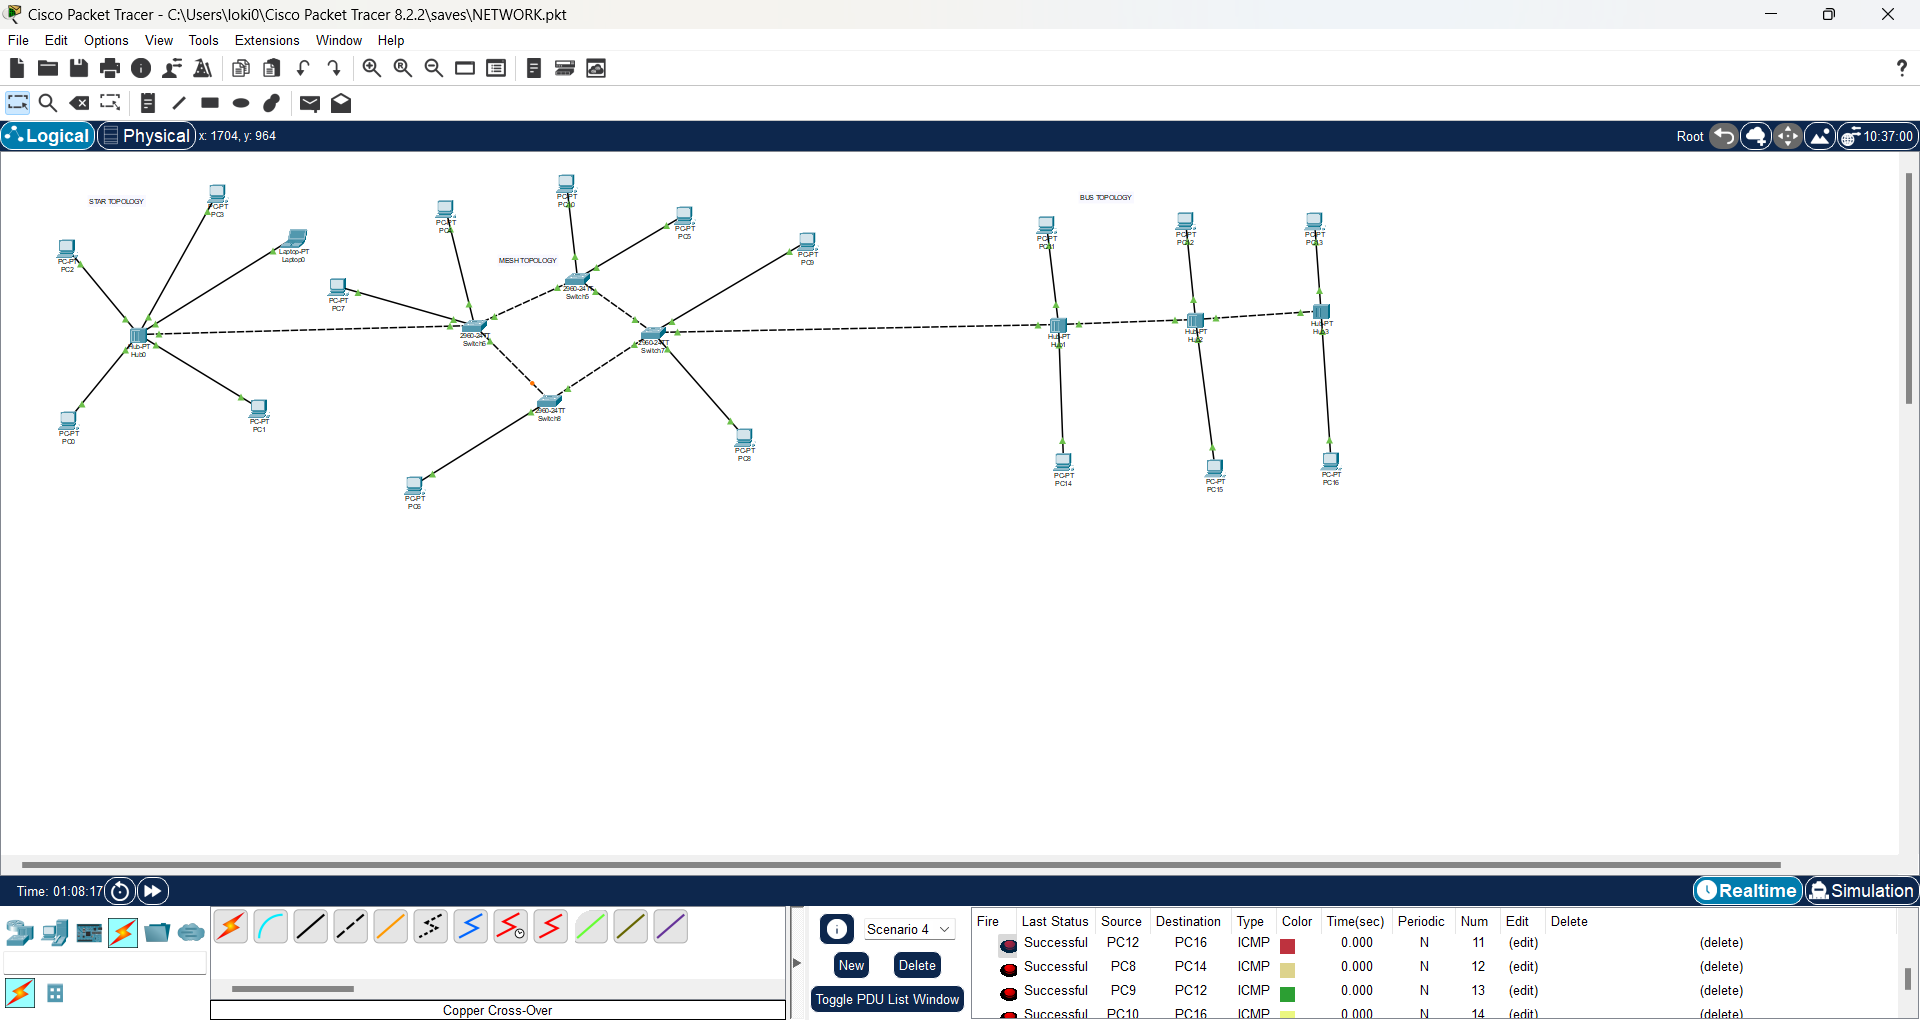 Cisco Packet Tracer - C:\Users\loki0\Cisco Packet Tracer 8.2.2\saves\NETWORK.pkt
File Edit Options View Tools Extensions Window Help
Logical Physical x: 1704, y: 964 Root 10:37:00
STAR TOPOLOGY
PC-PT
PC3
PC-PT
PC2
Laptop-PT
Laptop0
Hub-PT
Hub0
PC-PT
PC0
PC-PT
PC1
MESH TOPOLOGY
PC-PT
PC-PT
PC10
PC-PT
PC5
PC-PT
PC9
PC-PT
PC7
2960-24TT
Switch5
2960-24TT
Switch6
2960-24TT
Switch7
2960-24TT
PC-PT
PC8
PC-PT
BUS TOPOLOGY
PC-PT
PC11
PC-PT
PC12
PC-PT
PC13
Hub-PT
Hub1
Hub-PT
Hub2
Hub-PT
Hub3
PC-PT
PC14
PC-PT
PC15
PC-PT
PC16
Time: 01:08:17 Realtime Simulation
Copper Cross-Over
Scenario 4
New Delete
Toggle PDU List Window
Fire Last Status Source Destination Type Color Time(sec) Periodic Num Edit Delete
Successful PC12 PC16 ICMP 0.000 N 11 (edit) (delete)
Successful PC8 PC14 ICMP 0.000 N 12 (edit) (delete)
Successful PC9 PC12 ICMP 0.000 N 13 (edit) (delete)
Successful PC10 PC16 ICMP 0.000 N 14 (edit) (delete)